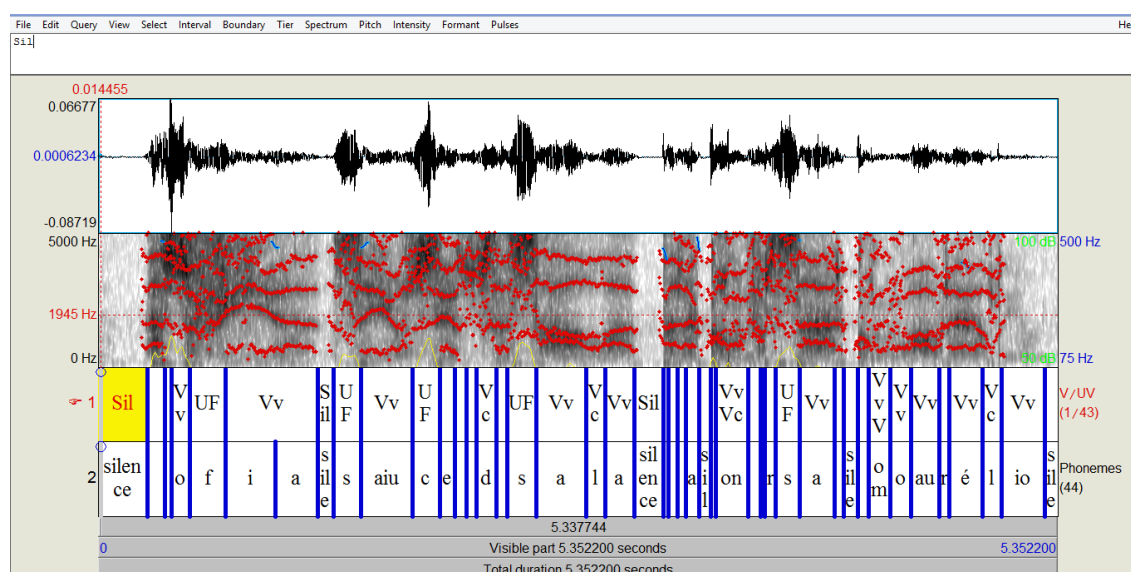 File Edit Query View Select Interval Boundary Tier Spectrum Pitch Intensity Formant Pulses He
Sil
0.014455
0.06677
0.0006234
-0.08719
5000 Hz 100 dB 500 Hz
1945 Hz
0 Hz 75 Hz
1 Sil Vv UF Vv Sil UF Vv UF Vc UF Vv Vc Vv Sil Vv Vc UF Vv VvV Vv Vv Vv Vc Vv V/UV (1/43)
2 silence o f i a sile s aiu c e d s a l a silence a sil on r s a sile om o au r é l io sile Phonemes (44)
5.337744
0 Visible part 5.352200 seconds 5.352200
Total duration 5.352200 seconds